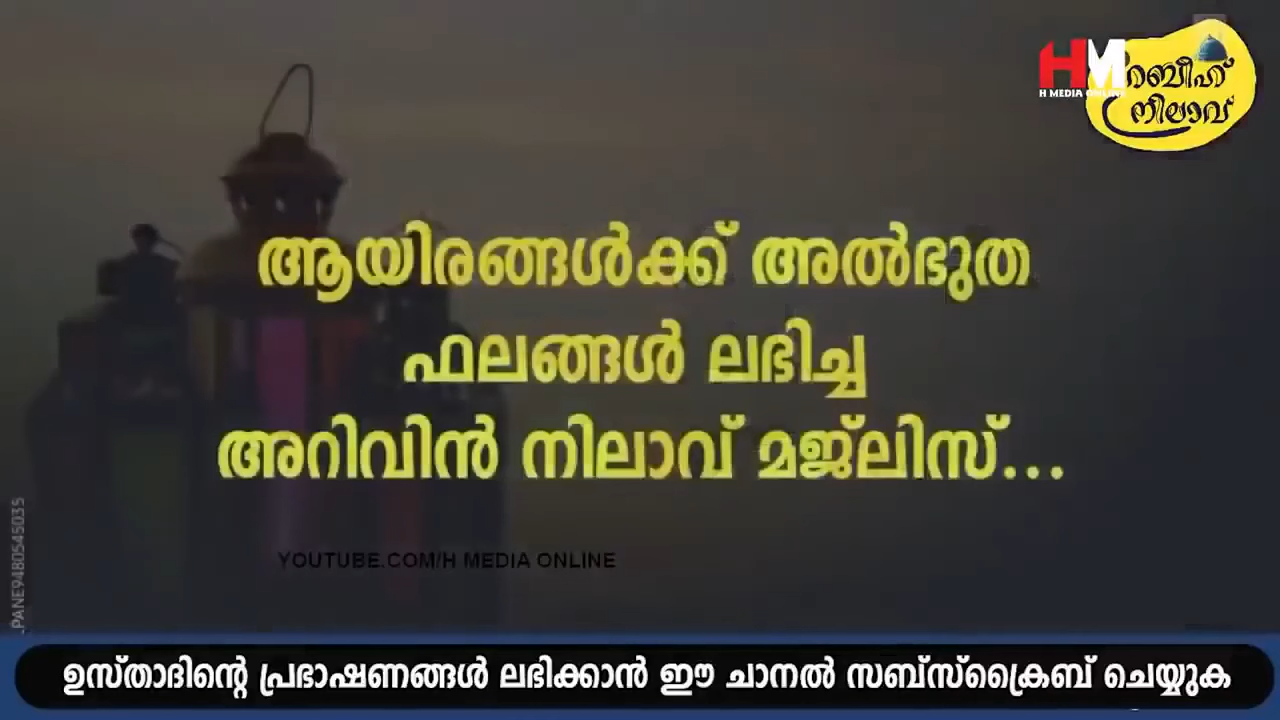 HM
H MEDIA ONLINE
റബീഹ്
നിലാവ്
ആയിരങ്ങൾക്ക് അൽഭുത
ഫലങ്ങൾ ലഭിച്ച
അറിവിൻ നിലാവ് മജ്ലിസ്...
YOUTUBE.COM/H MEDIA ONLINE
PANE9480545035
ഉസ്താദിന്റെ പ്രഭാഷണങ്ങൾ ലഭിക്കാൻ ഈ ചാനൽ സബ്സ്ക്രൈബ് ചെയ്യുക